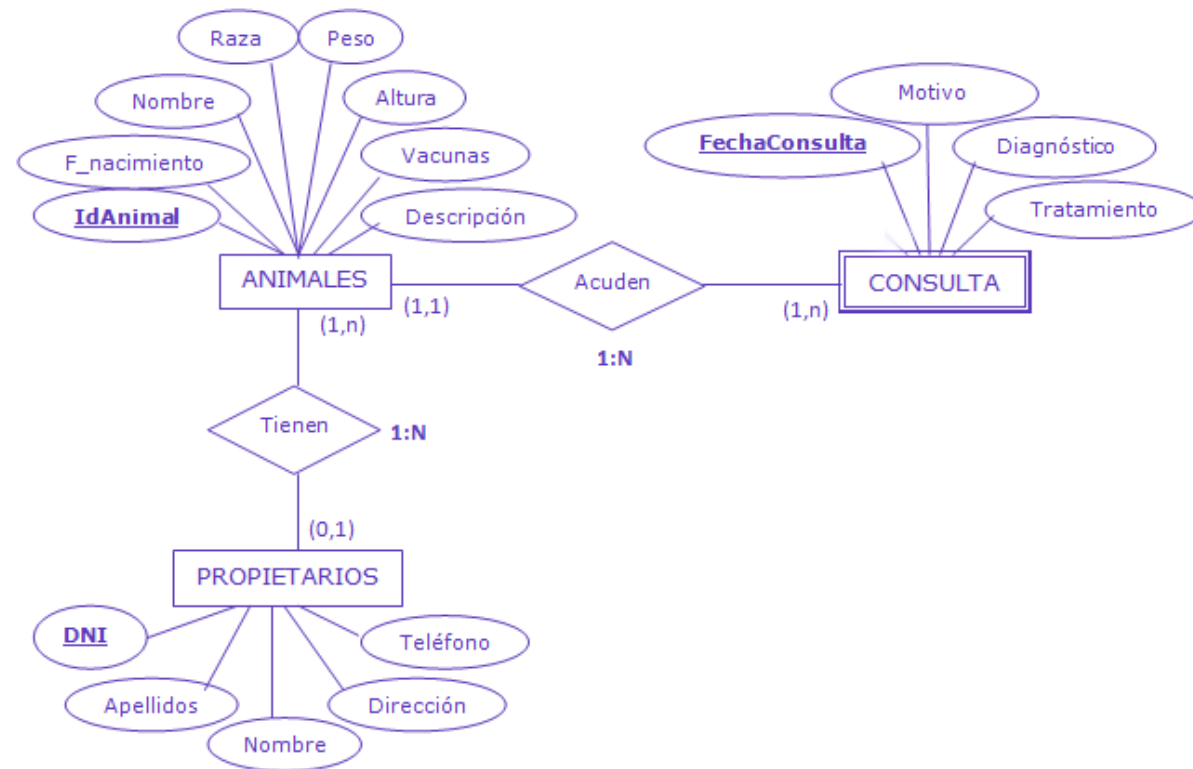 Raza
Peso
Nombre
Altura
Motivo
FechaConsulta
Diagnóstico
F_nacimiento
Vacunas
IdAnimal
Descripción
Tratamiento
ANIMALES
Acuden
CONSULTA
(1,n)
(1,1)
(1,n)
1:N
Tienen
1:N
(0,1)
PROPIETARIOS
DNI
Teléfono
Apellidos
Dirección
Nombre